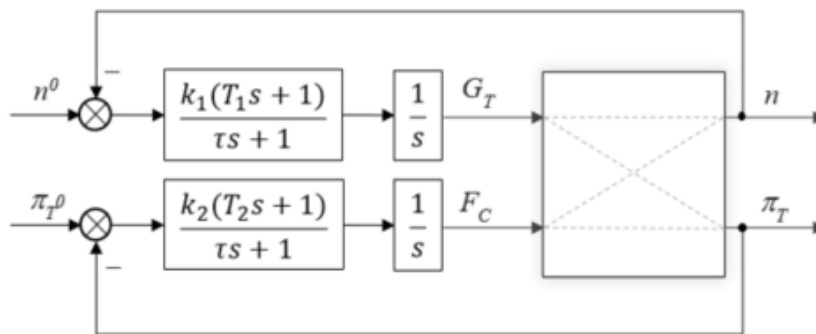 −
n⁰ k₁(T₁s + 1) / τs + 1 1/s G_T n
π_T⁰ k₂(T₂s + 1) / τs + 1 1/s F_C π_T
−